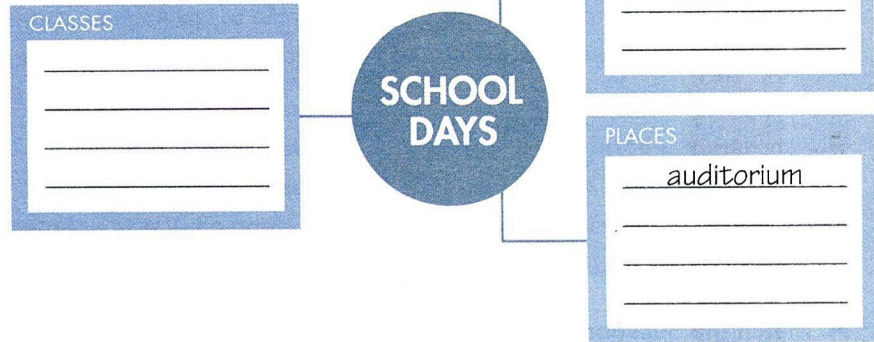 CLASSES
SCHOOL
DAYS
PLACES
auditorium